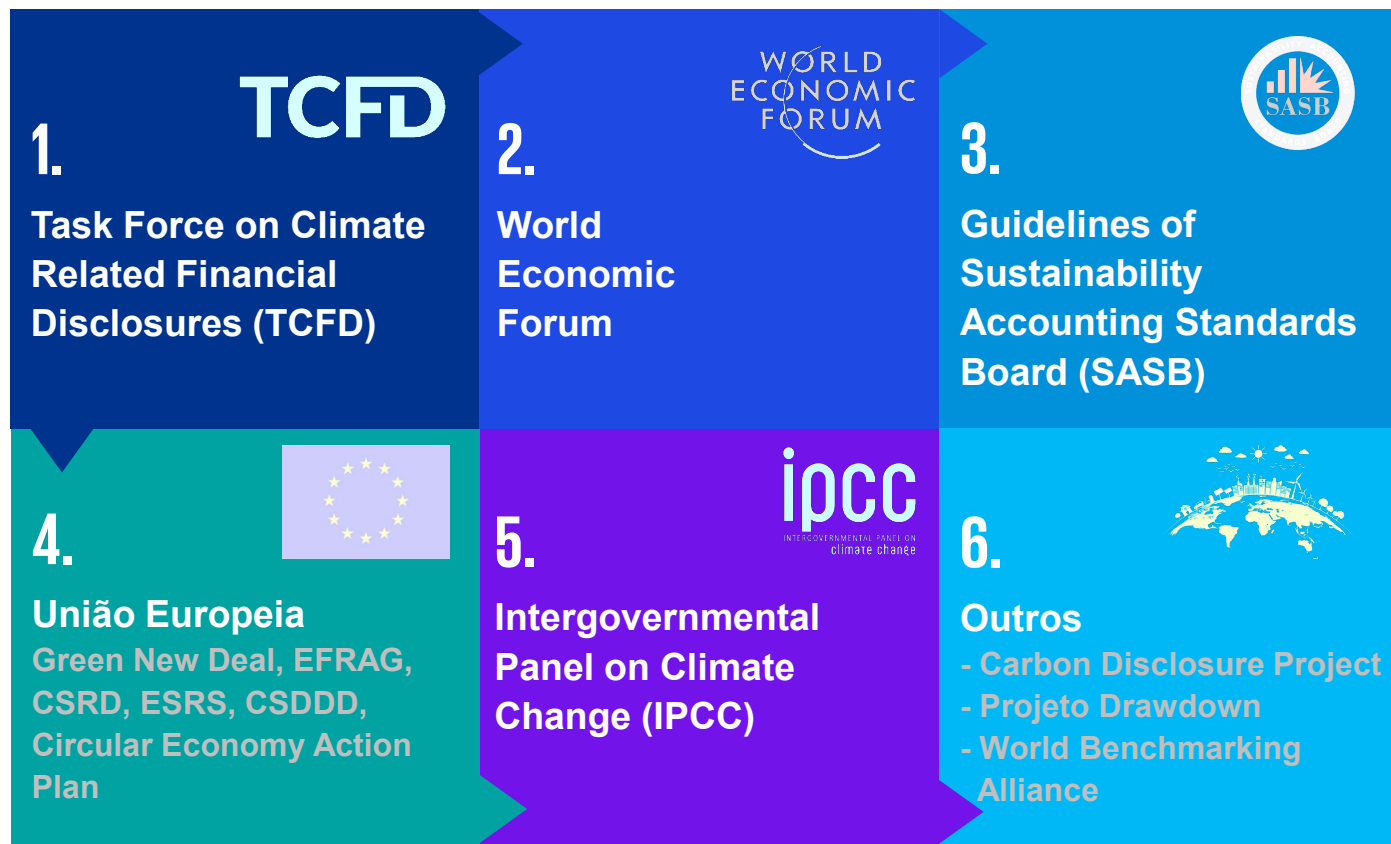 TCFD
1.
Task Force on Climate
Related Financial
Disclosures (TCFD)
WORLD
ECONOMIC
FORUM
2.
World
Economic
Forum
SASB
3.
Guidelines of
Sustainability
Accounting Standards
Board (SASB)
4.
União Europeia
Green New Deal, EFRAG,
CSRD, ESRS, CSDDD,
Circular Economy Action
Plan
ipcc
INTERGOVERNMENTAL PANEL ON
climate change
5.
Intergovernmental
Panel on Climate
Change (IPCC)
6.
Outros
- Carbon Disclosure Project
- Projeto Drawdown
- World Benchmarking
Alliance